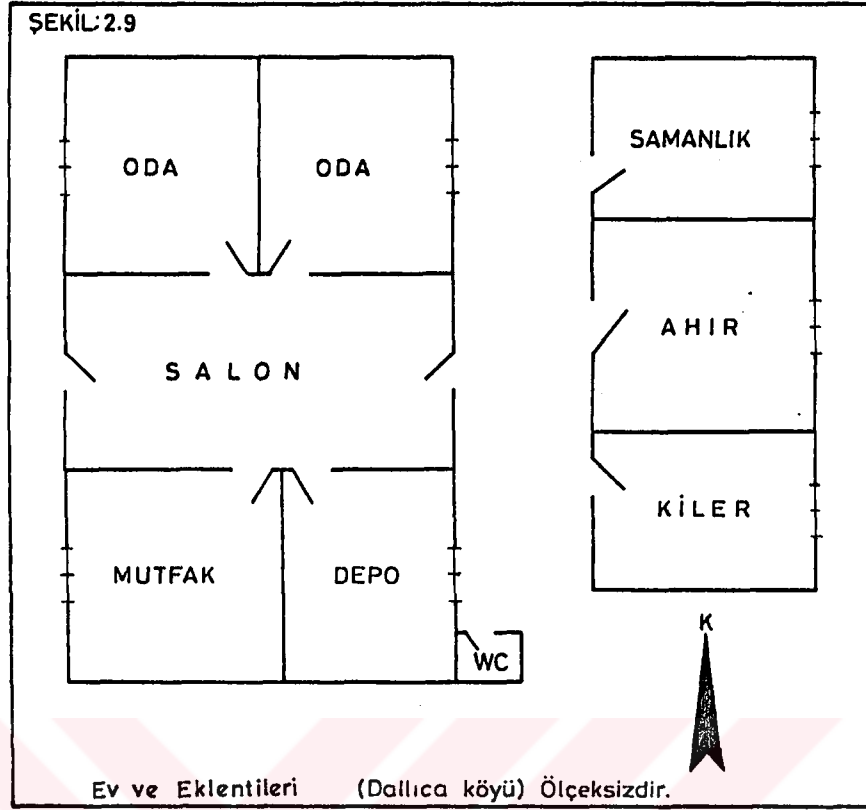 ŞEKİL: 2.9
ODA
ODA
SALON
MUTFAK
DEPO
WC
SAMANLIK
AHIR
KİLER
K
Ev ve Eklentileri (Dallıca köyü) Ölçeksizdir.